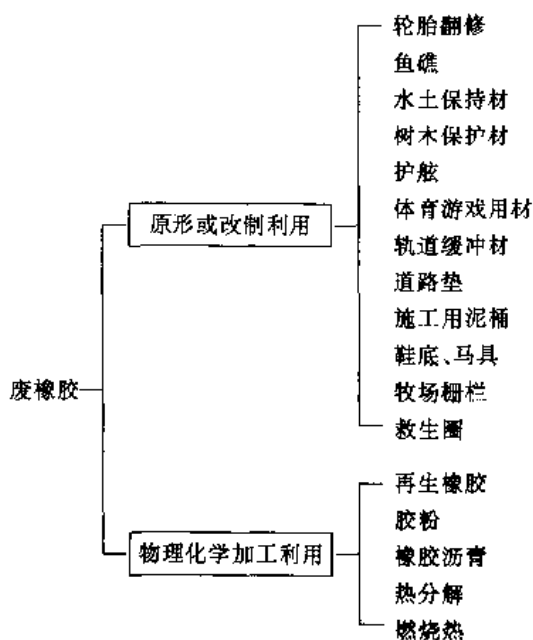 废橡胶
原形或改制利用
轮胎翻修
鱼礁
水土保持材
树木保护材
护舷
体育游戏用材
轨道缓冲材
道路垫
施工用泥桶
鞋底、马具
牧场栅栏
救生圈
物理化学加工利用
再生橡胶
胶粉
橡胶沥青
热分解
燃烧热